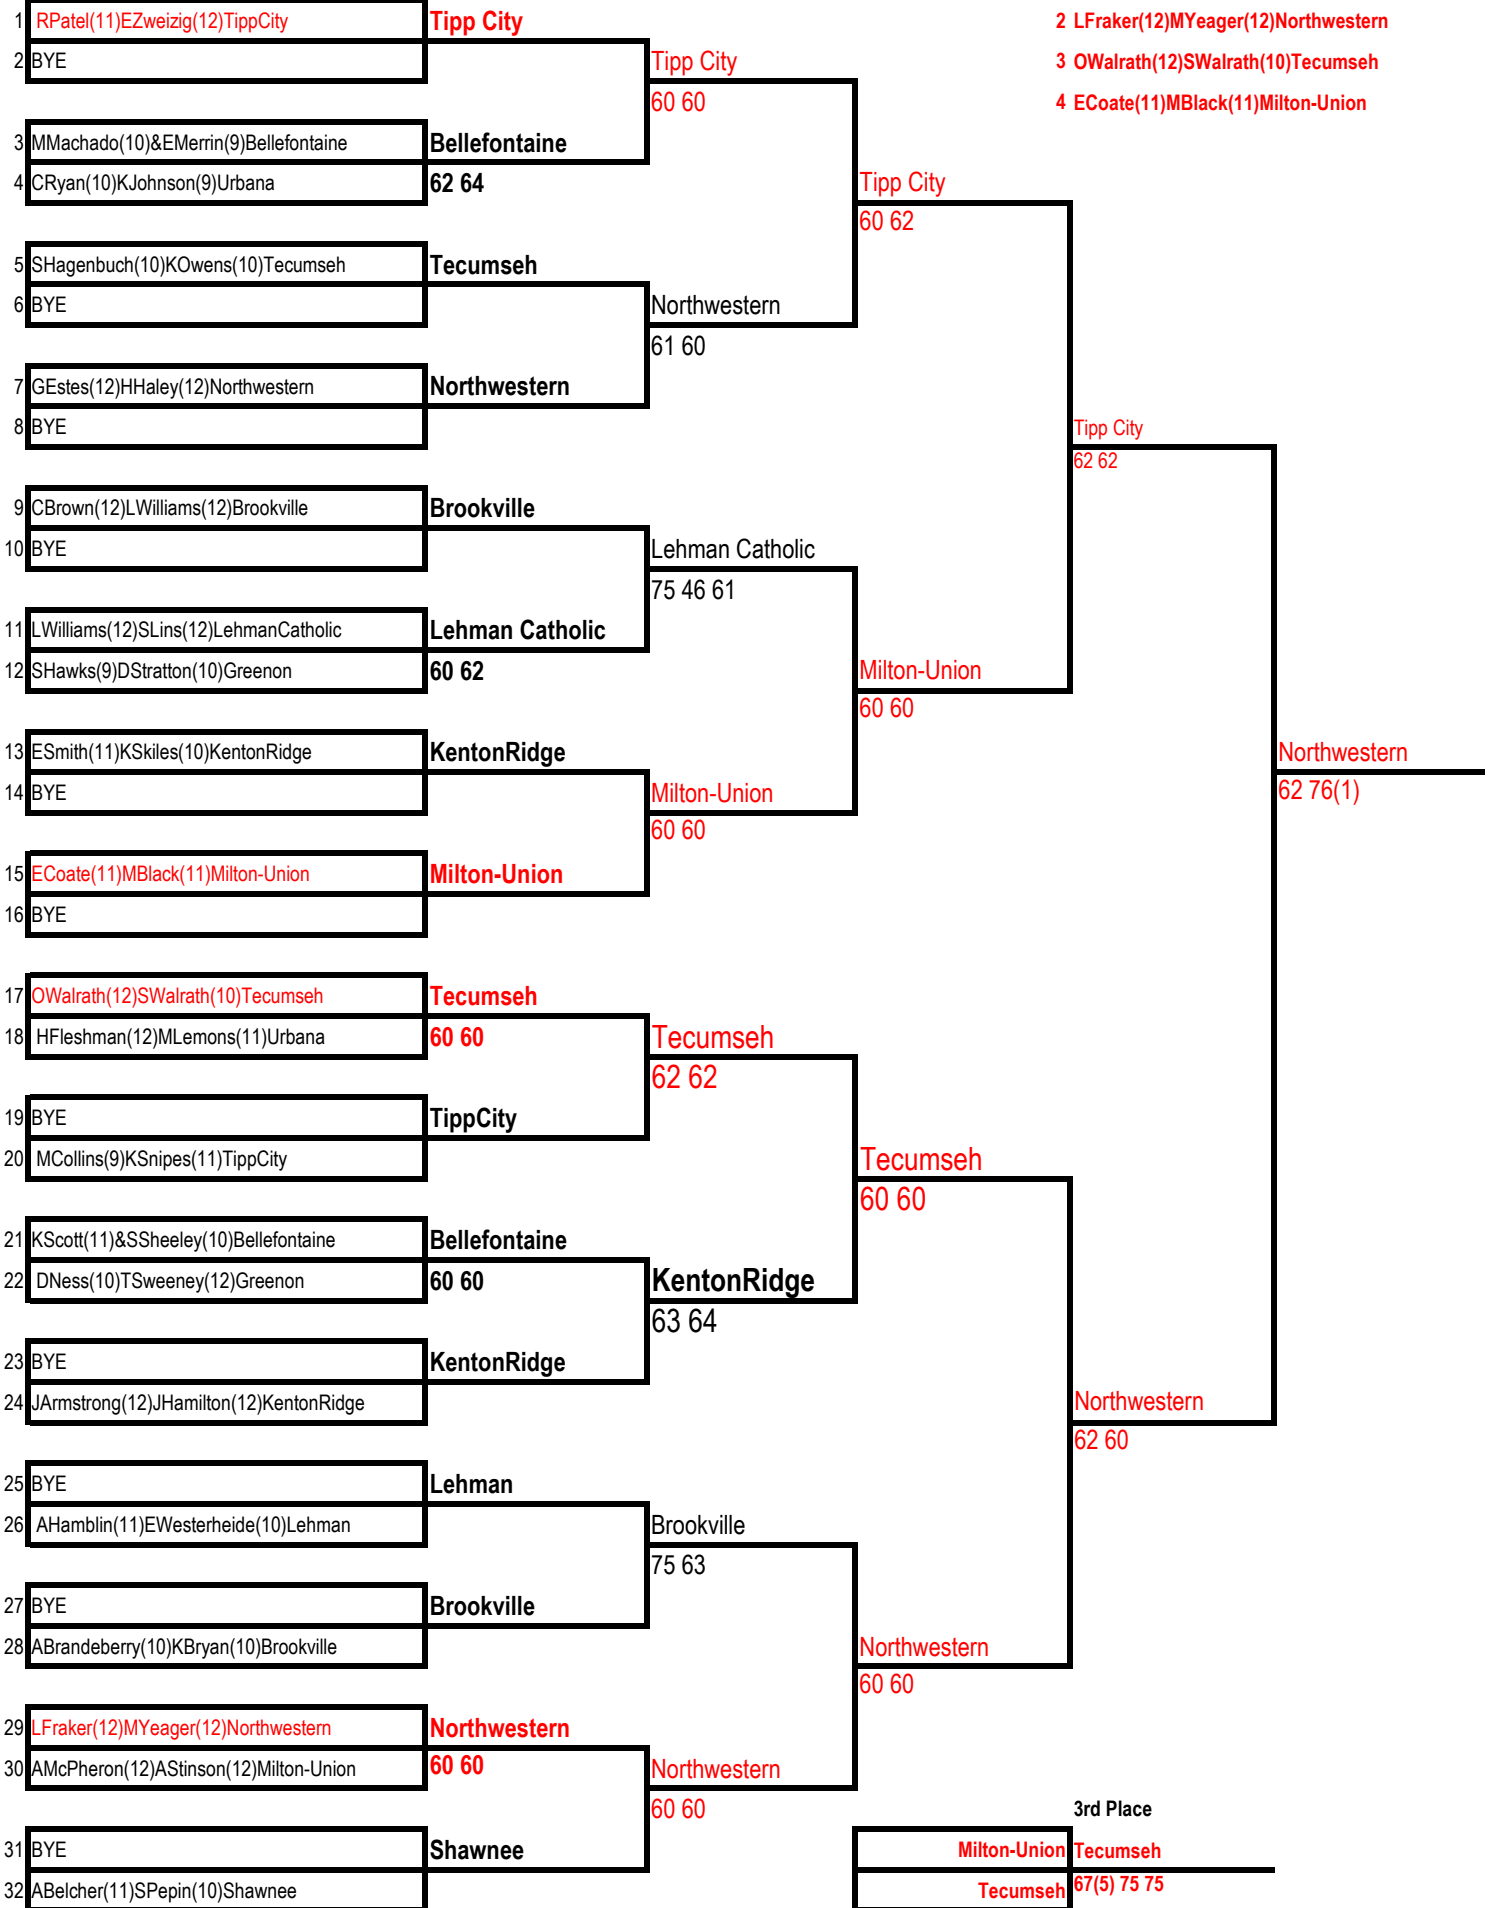 1 RPatel(11)EZweizig(12)TippCity Tipp City 2 LFraker(12)MYeager(12)Northwestern
2 BYE Tipp City 3 OWalrath(12)SWalrath(10)Tecumseh
60 60 4 ECoate(11)MBlack(11)Milton-Union
3 MMachado(10)&EMerrin(9)Bellefontaine Bellefontaine
4 CRyan(10)KJohnson(9)Urbana 62 64 Tipp City
60 62
5 SHagenbuch(10)KOwens(10)Tecumseh Tecumseh
6 BYE Northwestern
61 60
7 GEstes(12)HHaley(12)Northwestern Northwestern
8 BYE Tipp City
62 62
9 CBrown(12)LWilliams(12)Brookville Brookville
10 BYE Lehman Catholic
75 46 61
11 LWilliams(12)SLins(12)LehmanCatholic Lehman Catholic
12 SHawks(9)DStratton(10)Greenon 60 62 Milton-Union
60 60
13 ESmith(11)KSkiles(10)KentonRidge KentonRidge Northwestern
14 BYE Milton-Union 62 76(1)
60 60
15 ECoate(11)MBlack(11)Milton-Union Milton-Union
16 BYE
17 OWalrath(12)SWalrath(10)Tecumseh Tecumseh
18 HFleshman(12)MLemons(11)Urbana 60 60 Tecumseh
62 62
19 BYE TippCity
20 MCollins(9)KSnipes(11)TippCity Tecumseh
60 60
21 KScott(11)&SSheeley(10)Bellefontaine Bellefontaine
22 DNess(10)TSweeney(12)Greenon 60 60 KentonRidge
63 64
23 BYE KentonRidge
24 JArmstrong(12)JHamilton(12)KentonRidge Northwestern
62 60
25 BYE Lehman
26 AHamblin(11)EWesterheide(10)Lehman Brookville
75 63
27 BYE Brookville
28 ABrandeberry(10)KBryan(10)Brookville Northwestern
60 60
29 LFraker(12)MYeager(12)Northwestern Northwestern
30 AMcPheron(12)AStinson(12)Milton-Union 60 60 Northwestern
60 60 3rd Place
31 BYE Shawnee Milton-Union Tecumseh
32 ABelcher(11)SPepin(10)Shawnee Tecumseh 67(5) 75 75